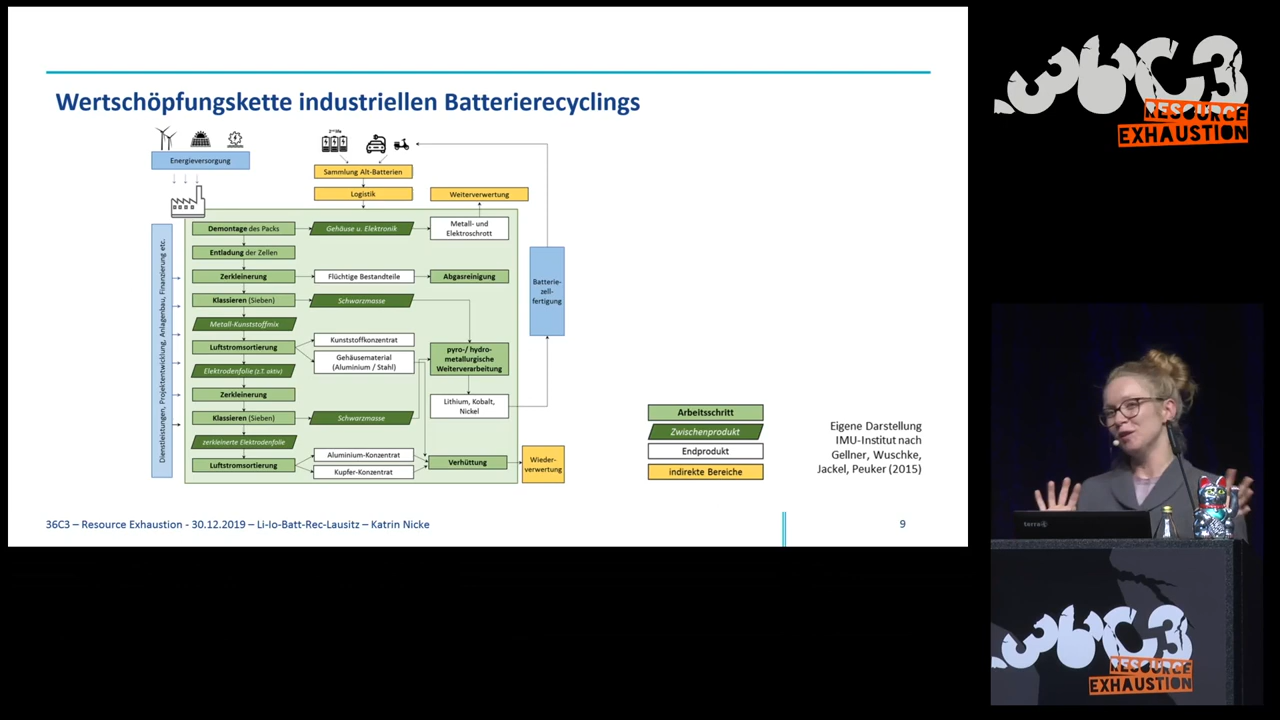 Wertschöpfungskette industriellen Batterierecyclings
Energieversorgung
2nd life
Sammlung Alt-Batterien
Logistik
Weiterverwertung
Demontage des Packs
Gehäuse u. Elektronik
Metall- und
Elektroschrott
Entladung der Zellen
Zerkleinerung
Flüchtige Bestandteile
Abgasreinigung
Klassieren (Sieben)
Schwarzmasse
Metall-Kunststoffmix
Luftstromsortierung
Kunststoffkonzentrat
Gehäusematerial
(Aluminium / Stahl)
pyro-/ hydro-
metallurgische
Weiterverarbeitung
Elektrodenfolie (z.T. aktiv)
Zerkleinerung
Lithium, Kobalt,
Nickel
Klassieren (Sieben)
Schwarzmasse
zerkleinerte Elektrodenfolie
Luftstromsortierung
Aluminium-Konzentrat
Kupfer-Konzentrat
Verhüttung
Wieder-
verwertung
Batterie-
zell-
fertigung
Dienstleistungen, Projektentwicklung, Anlagenbau, Finanzierung etc.
Arbeitsschritt
Zwischenprodukt
Endprodukt
indirekte Bereiche
Eigene Darstellung
IMU-Institut nach
Gellner, Wuschke,
Jackel, Peuker (2015)
36C3 – Resource Exhaustion - 30.12.2019 – Li-Io-Batt-Rec-Lausitz – Katrin Nicke
9
36C3
RESOURCE
EXHAUSTION
terra
36C3
RESOURCE
EXHAUSTION